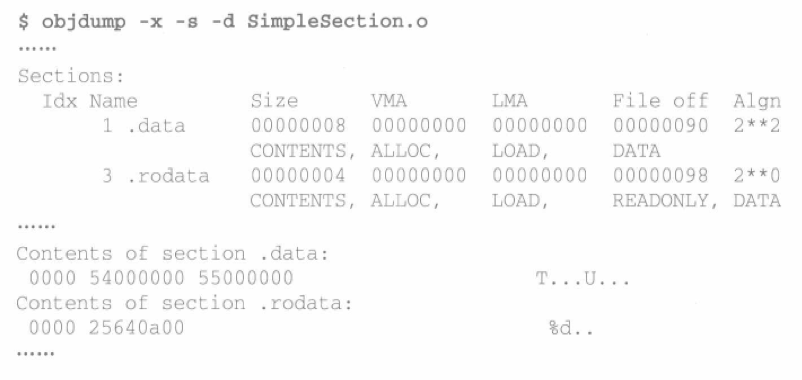 $ objdump -x -s -d SimpleSection.o
……
Sections:
Idx Name Size VMA LMA File off Algn
1 .data 00000008 00000000 00000000 00000090 2**2
CONTENTS, ALLOC, LOAD, DATA
3 .rodata 00000004 00000000 00000000 00000098 2**0
CONTENTS, ALLOC, LOAD, READONLY, DATA
……
Contents of section .data:
0000 54000000 55000000 T...U...
Contents of section .rodata:
0000 25640a00 %d..
……